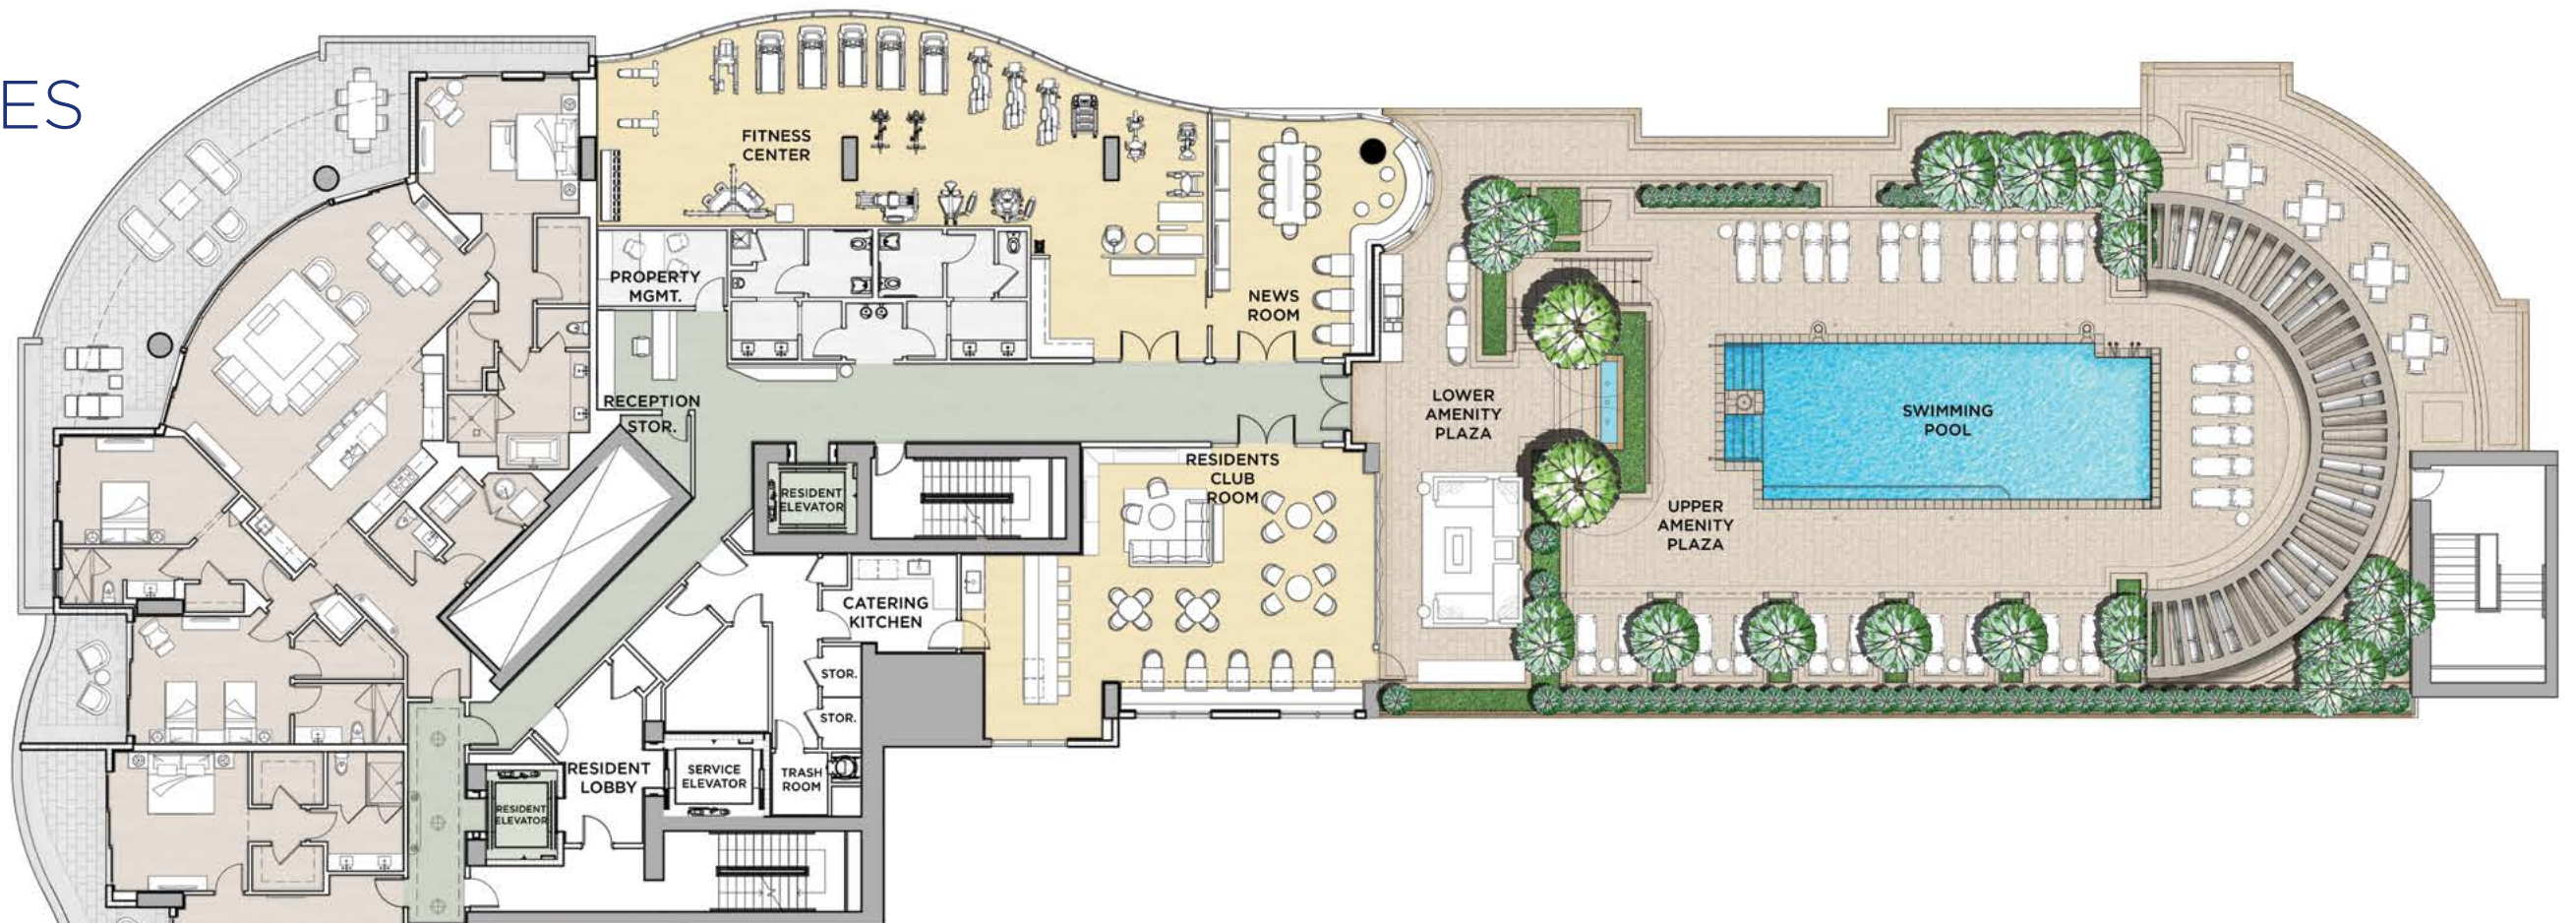 ES
FITNESS
CENTER
PROPERTY
MGMT.
NEWS
ROOM
RECEPTION
STOR.
LOWER
AMENITY
PLAZA
SWIMMING
POOL
RESIDENTS
CLUB
ROOM
RESIDENT
ELEVATOR
UPPER
AMENITY
PLAZA
CATERING
KITCHEN
STOR.
STOR.
RESIDENT
LOBBY
SERVICE
ELEVATOR
TRASH
ROOM
RESIDENT
ELEVATOR